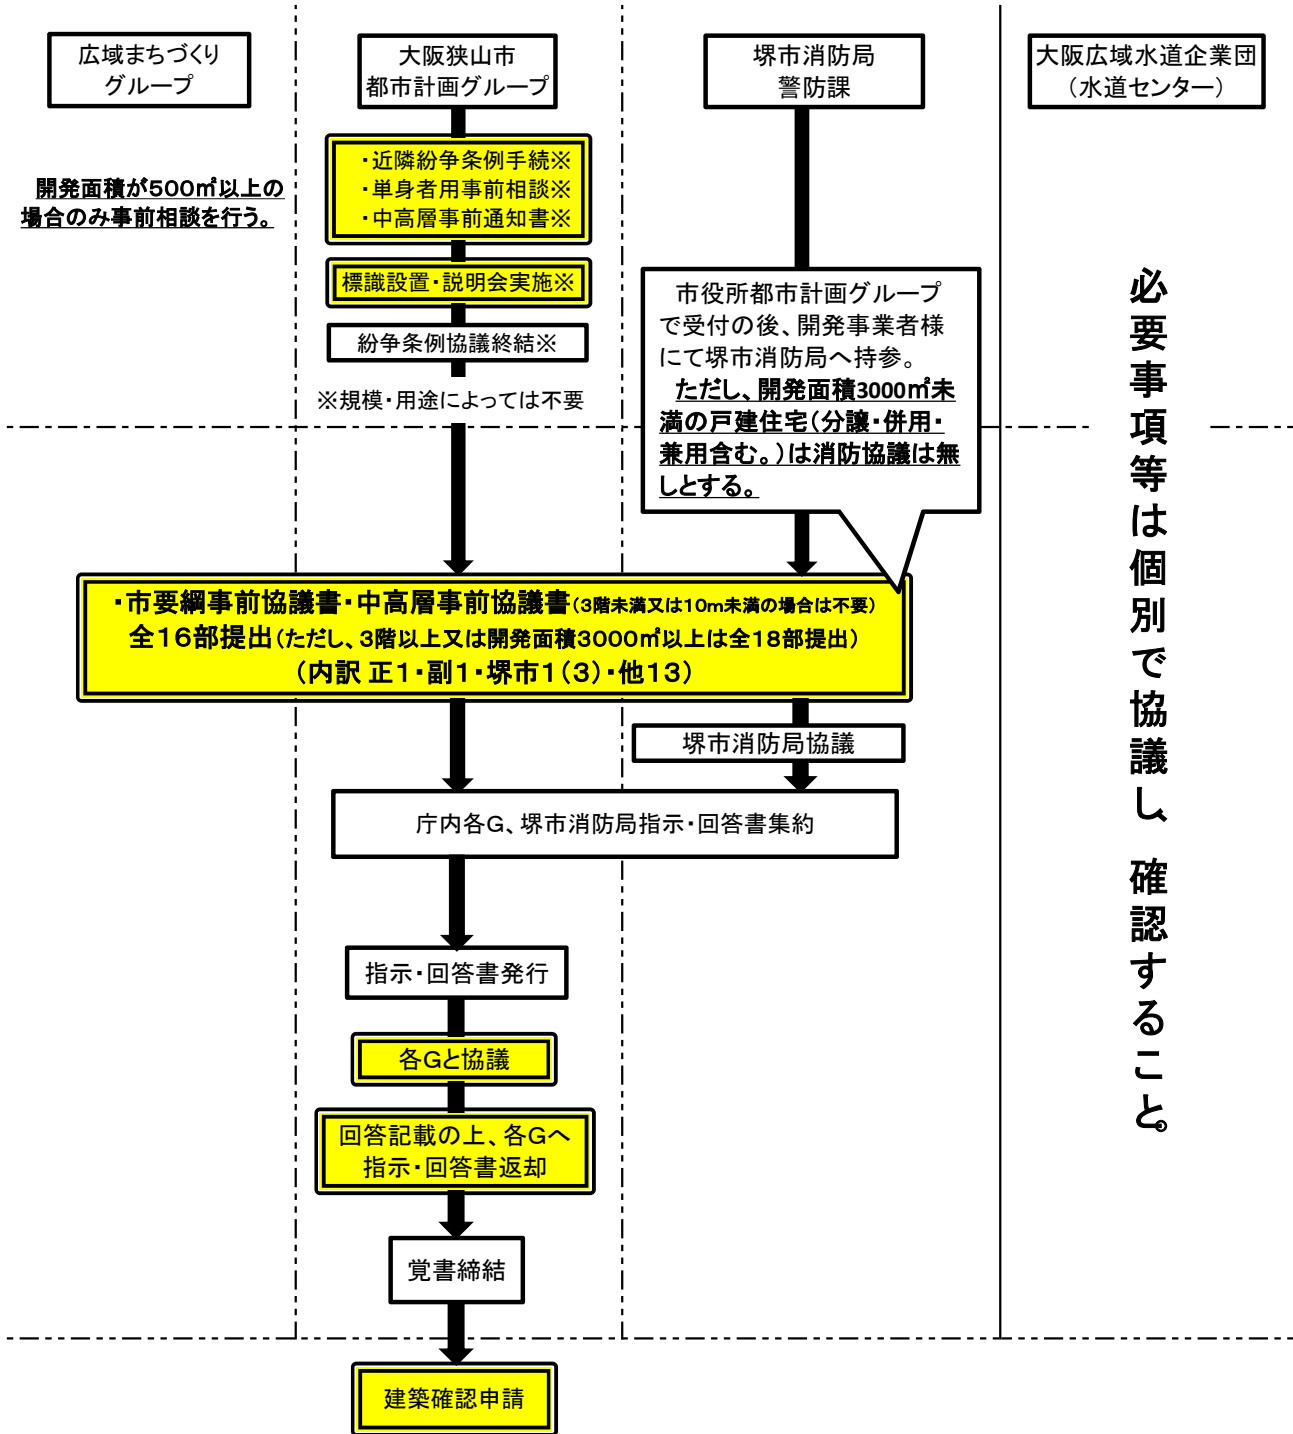 広域まちづくり
グループ
大阪狭山市
都市計画グループ
堺市消防局
警防課
大阪広域水道企業団
（水道センター）
開発面積が500㎡以上の
場合のみ事前相談を行う。
・近隣紛争条例手続※
・単身者用事前相談※
・中高層事前通知書※
標識設置・説明会実施※
紛争条例協議終結※
※規模・用途によっては不要
市役所都市計画グループ
で受付の後、開発事業者様
にて堺市消防局へ持参。
ただし、開発面積3000㎡未
満の戸建住宅（分譲・併用・
兼用含む。）は消防協議は無
しとする。
必要事項等は個別で協議し、確認すること。
・市要綱事前協議書・中高層事前協議書（3階未満又は10m未満の場合は不要）
全16部提出（ただし、3階以上又は開発面積3000㎡以上は全18部提出）
（内訳 正1・副1・堺市1（3）・他13）
堺市消防局協議
庁内各G、堺市消防局指示・回答書集約
指示・回答書発行
各Gと協議
回答記載の上、各Gへ
指示・回答書返却
覚書締結
建築確認申請